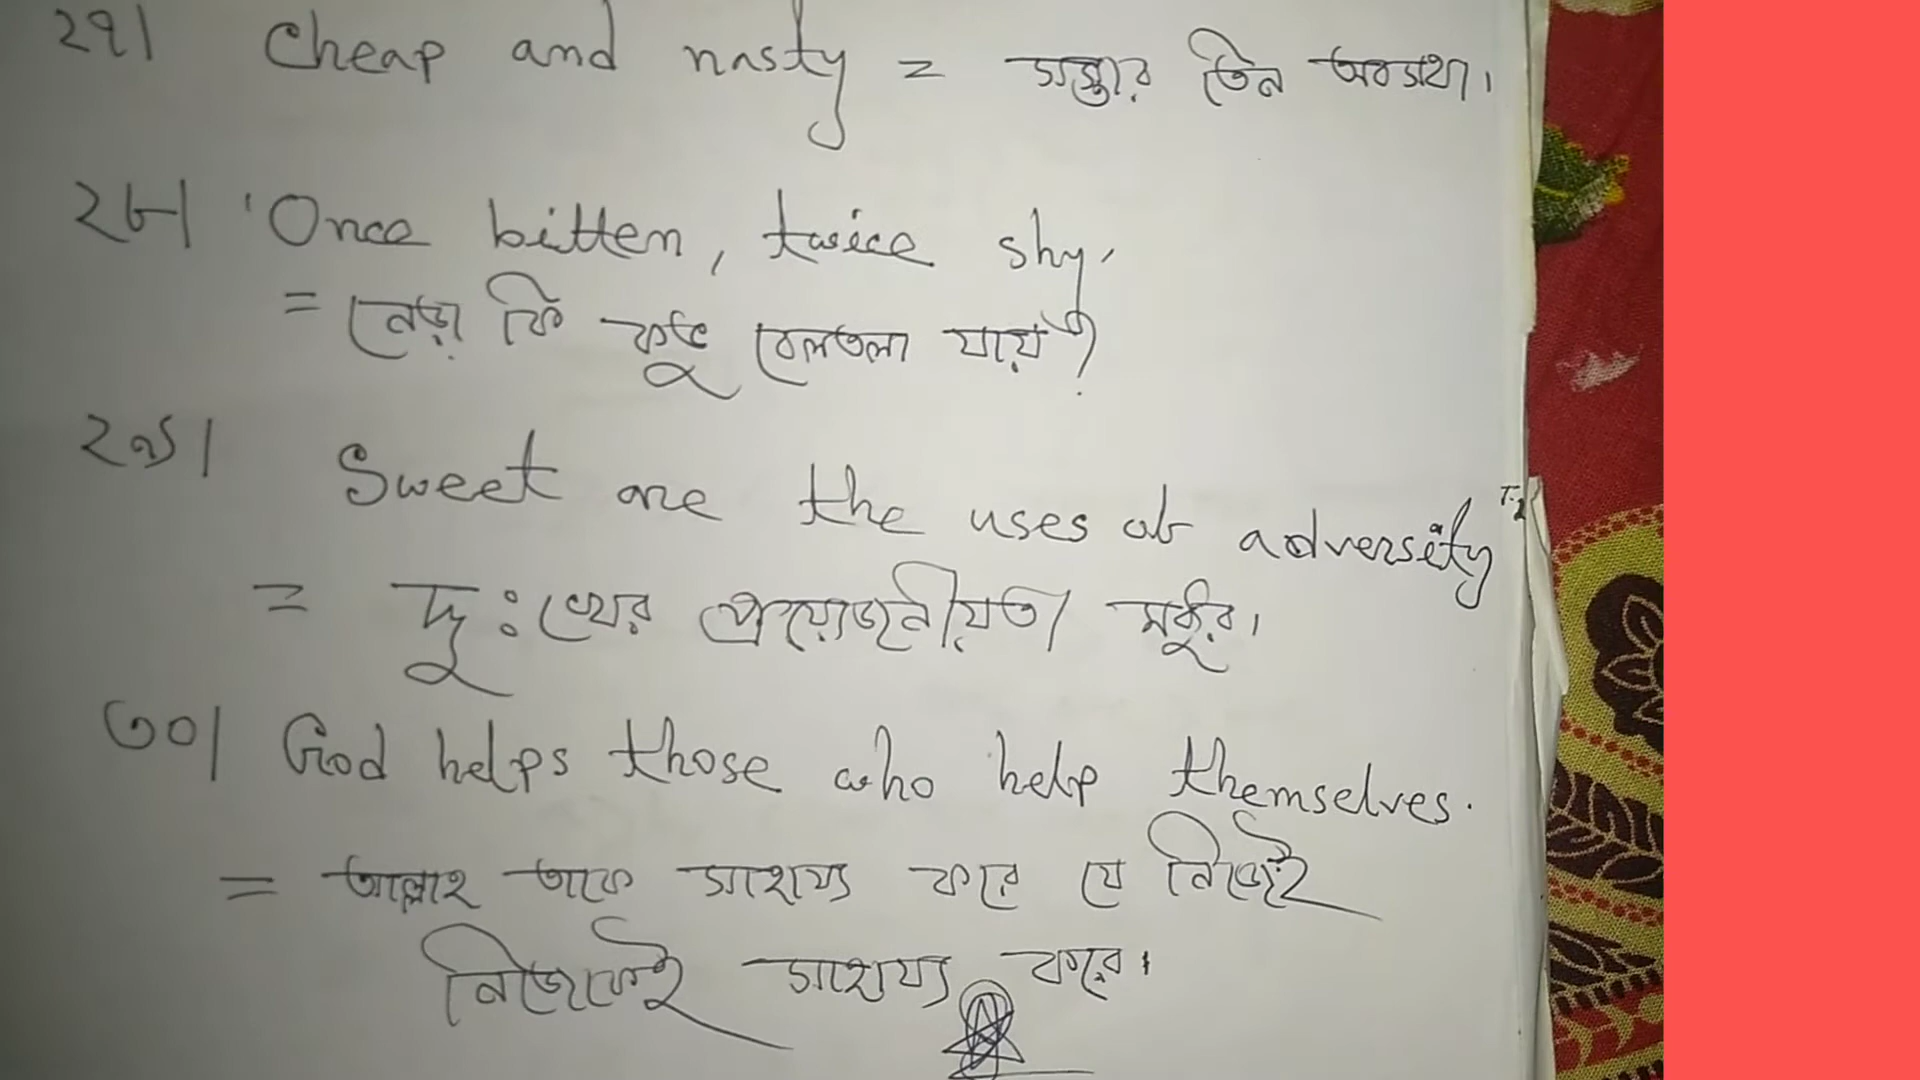 ২৭। Cheap and nasty = সস্তার তিন অবস্থা।
২৮। 'Once bitten, twice shy,
= নেড়া কি কভু বেলতলা যায়?
২৯। Sweet are the uses of adversity
= দুঃখের প্রয়োজনীয়তা মধুর।
৩০। God helps those who help themselves.
= আল্লাহ তাকে সাহায্য করে যে নিজেই
নিজেকেই সাহায্য করে।